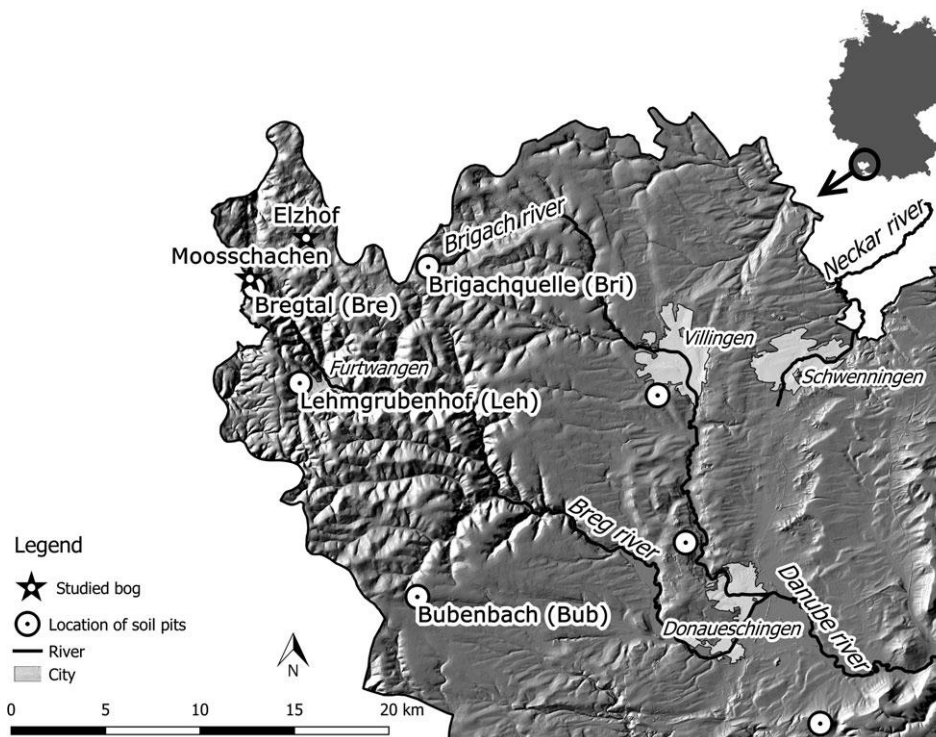 Neckar river
Elzhof
Brigach river
Moosschachen
Brigachquelle (Bri)
Bregtal (Bre)
Villingen
Furtwangen
Schwenningen
Lehmgrubenhof (Leh)
Breg river
Danube river
Bubenbach (Bub)
Donaueschingen
Legend
Studied bog
Location of soil pits
River
City
N
0 5 10 15 20 km